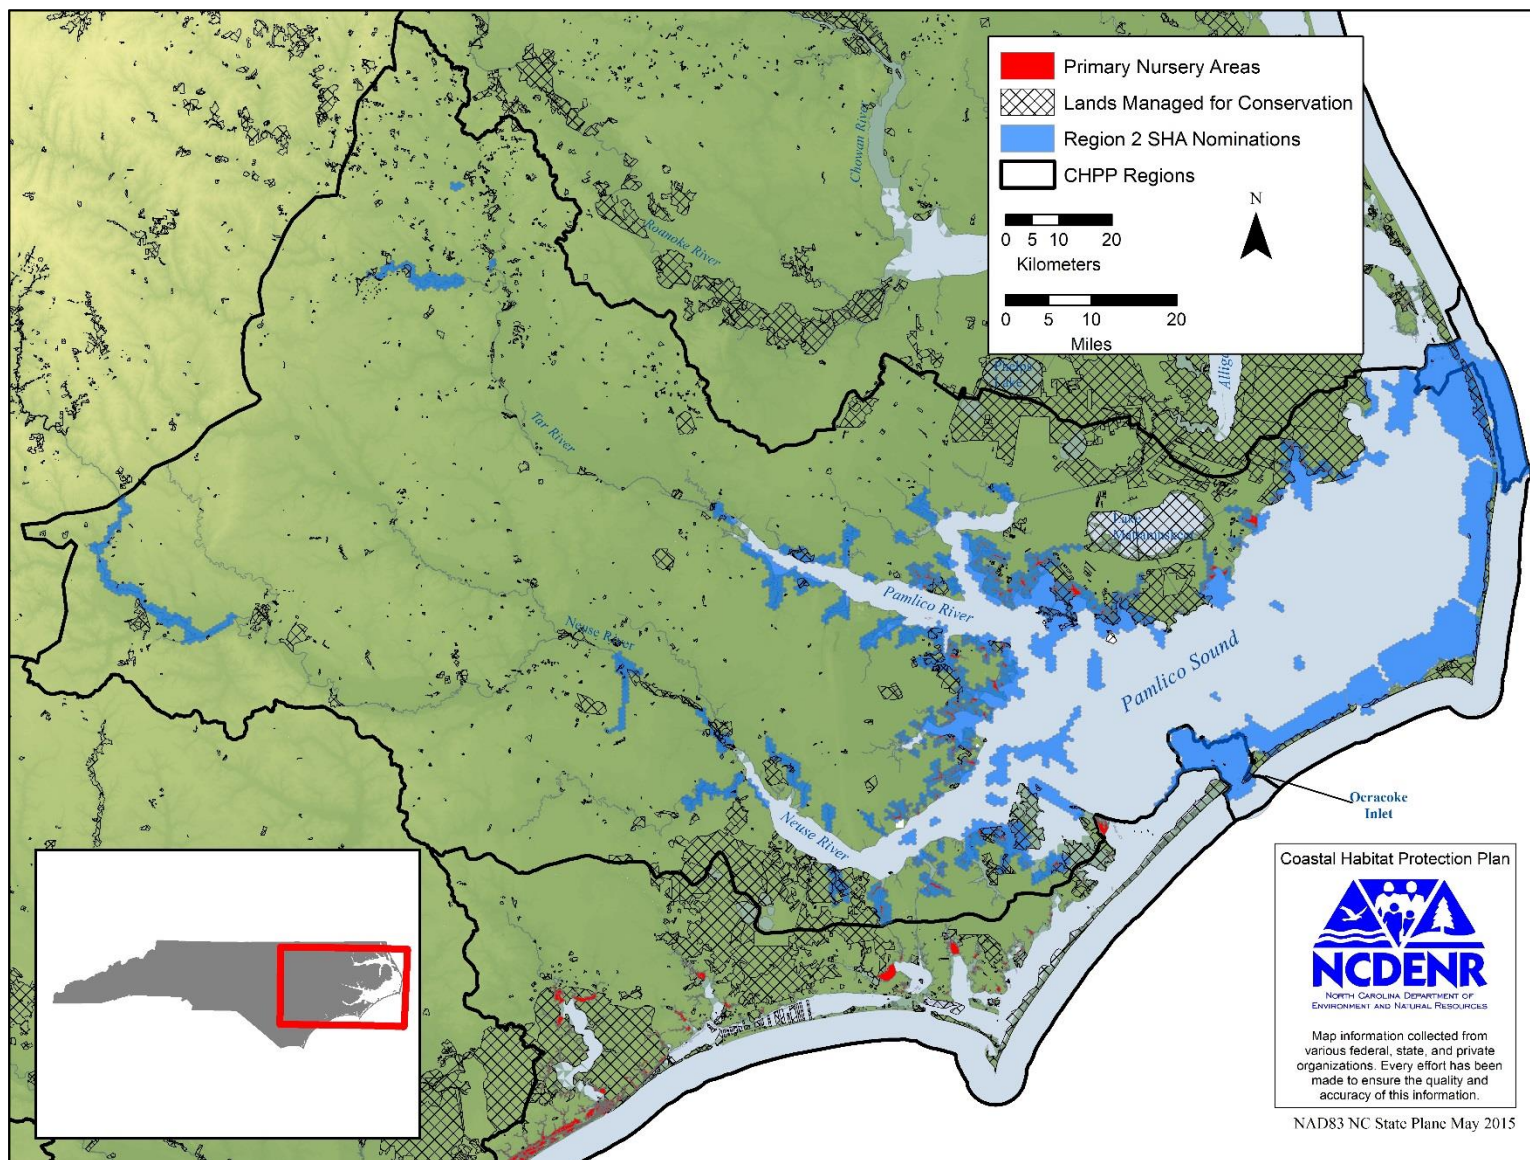 Primary Nursery Areas
Lands Managed for Conservation
Region 2 SHA Nominations
CHPP Regions
N
0 5 10 20
Kilometers
0 5 10 20
Miles
Chowan River
Roanoke River
Phelps
Lake
Tar River
Lake
Mattamuskeet
Pamlico River
Neuse River
Pamlico Sound
Neuse River
Ocracoke
Inlet
Coastal Habitat Protection Plan
NCDENR
NORTH CAROLINA DEPARTMENT OF
ENVIRONMENT AND NATURAL RESOURCES
Map information collected from
various federal, state, and private
organizations. Every effort has been
made to ensure the quality and
accuracy of this information.
NAD83 NC State Plane May 2015